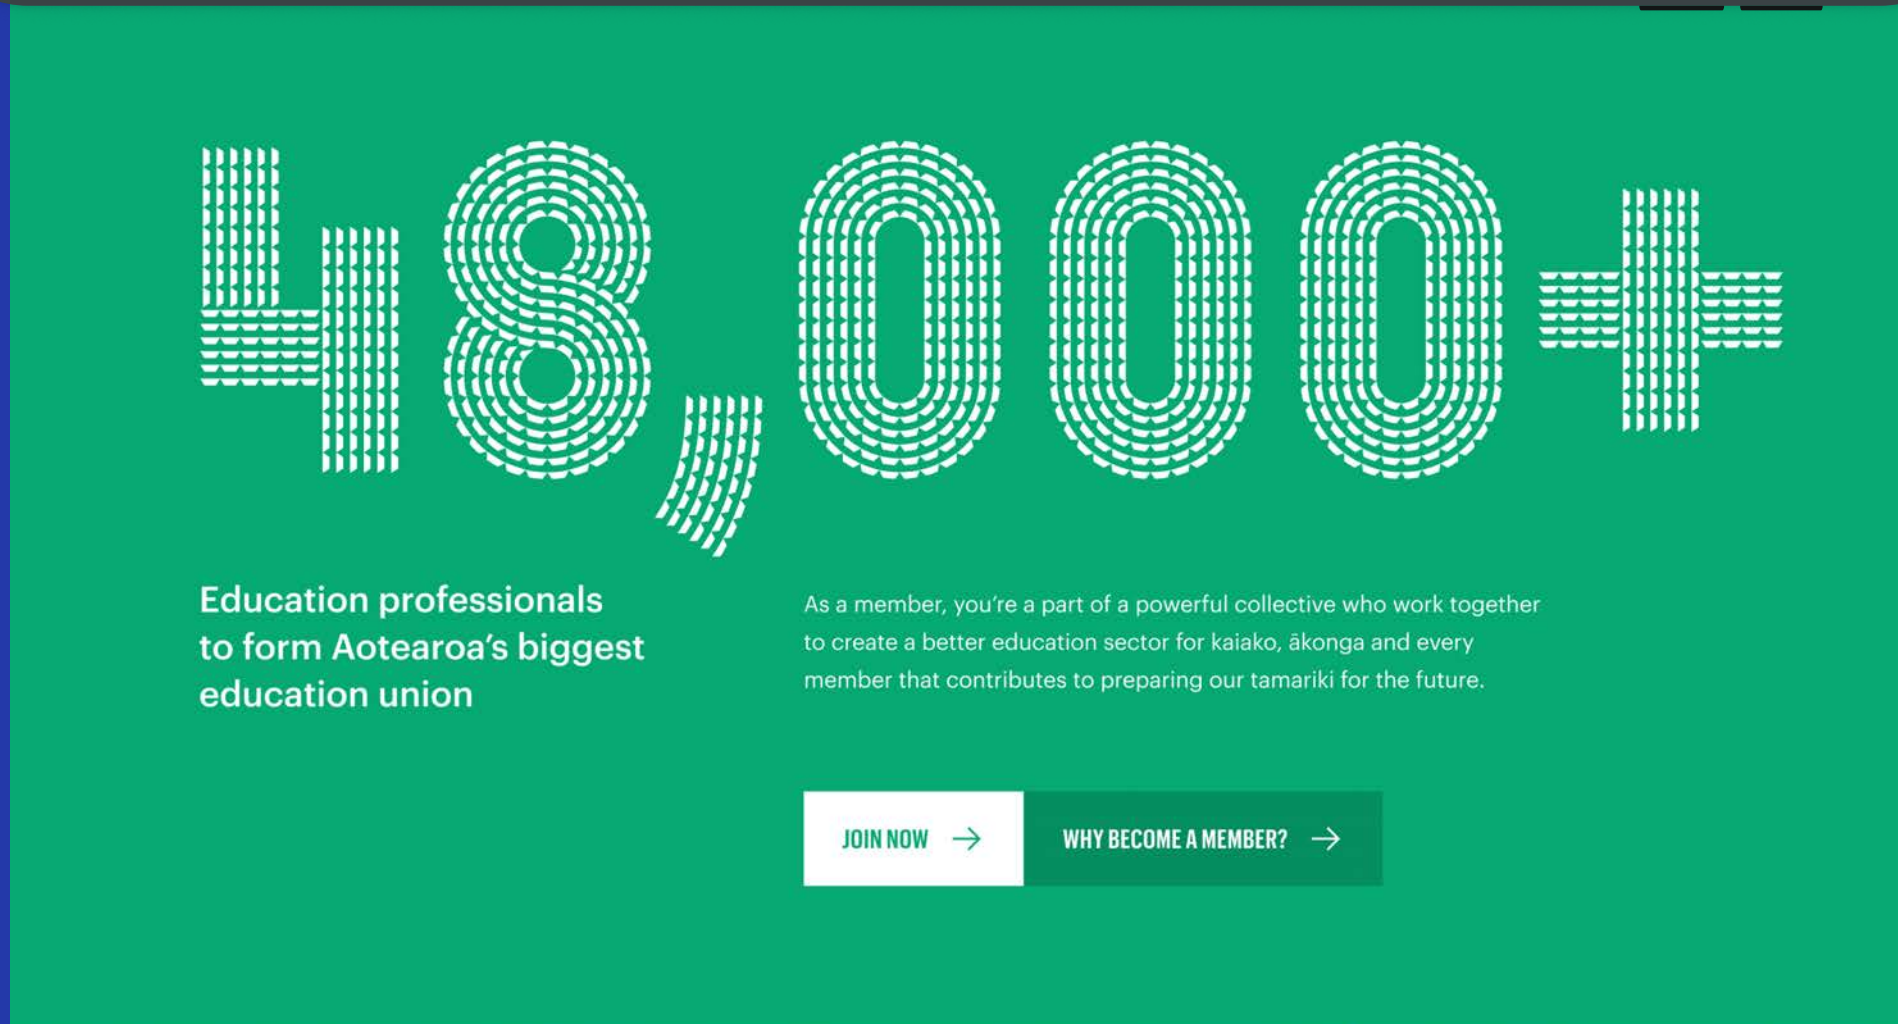 48,000+
Education professionals
to form Aotearoa’s biggest
education union
As a member, you’re a part of a powerful collective who work together
to create a better education sector for kaiako, ākonga and every
member that contributes to preparing our tamariki for the future.
JOIN NOW →
WHY BECOME A MEMBER? →